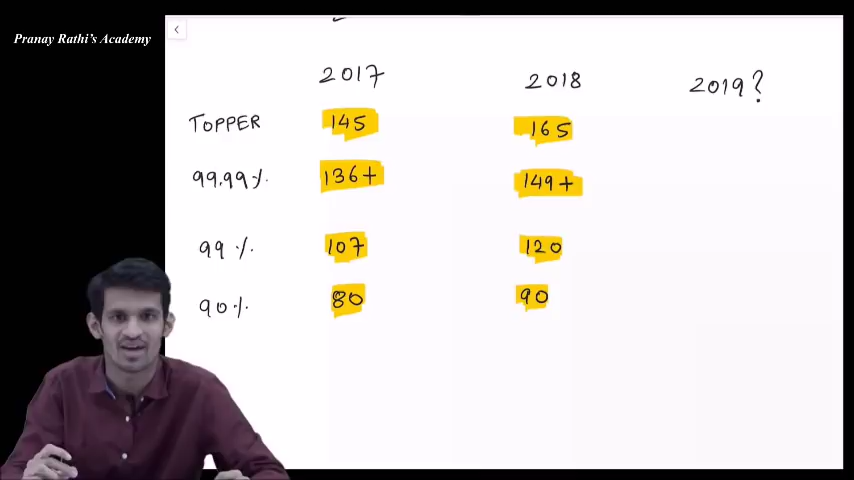 Pranay Rathi's Academy
2017 2018 2019?
TOPPER 145 165
99.99% 136+ 149+
99% 107 120
90% 80 90